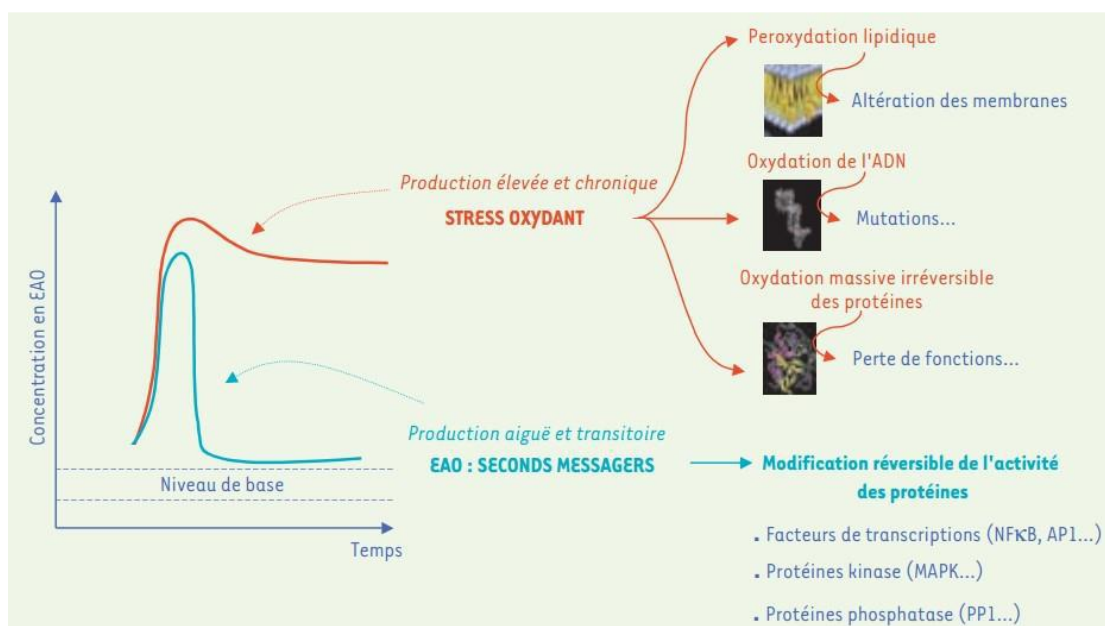 Peroxydation lipidique
Altération des membranes
Oxydation de l'ADN
Mutations...
Production élevée et chronique
STRESS OXYDANT
Oxydation massive irréversible
des protéines
Perte de fonctions...
Concentration en EAO
Production aiguë et transitoire
EAO : SECONDS MESSAGERS
Modification réversible de l'activité
des protéines
Niveau de base
Temps
. Facteurs de transcriptions (NFκB, AP1...)
. Protéines kinase (MAPK...)
. Protéines phosphatase (PP1...)